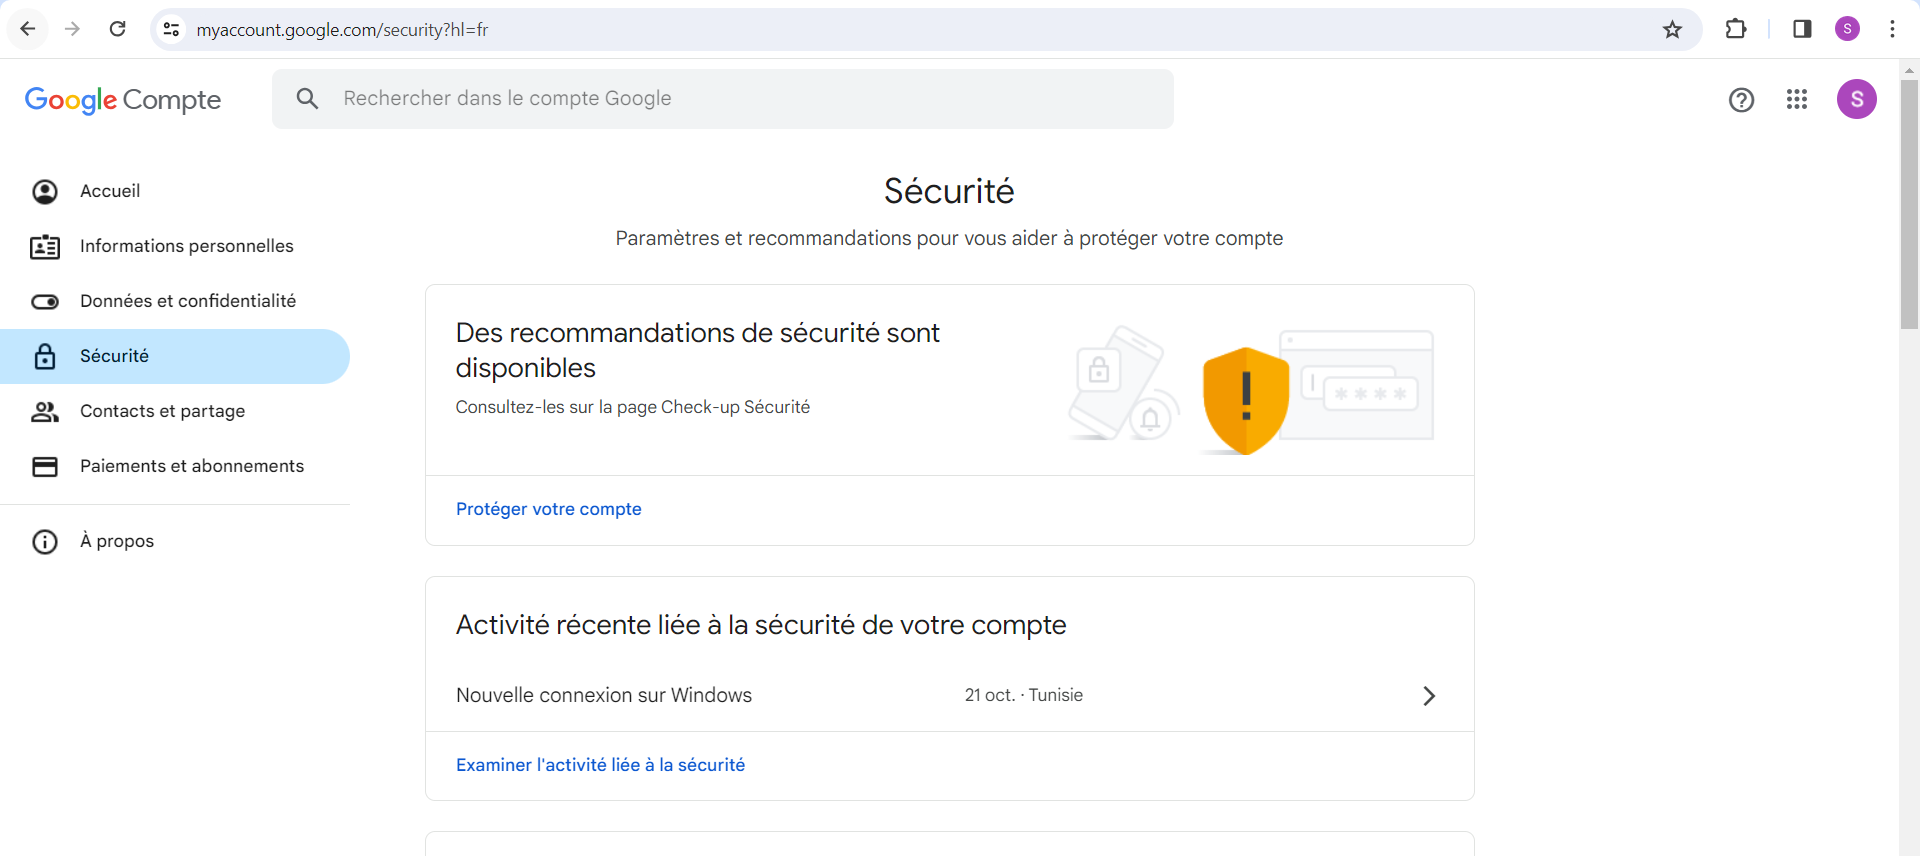 myaccount.google.com/security?hl=fr
S
Google Compte
Rechercher dans le compte Google
S
Accueil
Informations personnelles
Données et confidentialité
Sécurité
Contacts et partage
Paiements et abonnements
À propos
Sécurité
Paramètres et recommandations pour vous aider à protéger votre compte
Des recommandations de sécurité sont
disponibles
Consultez-les sur la page Check-up Sécurité
Protéger votre compte
Activité récente liée à la sécurité de votre compte
Nouvelle connexion sur Windows
21 oct. · Tunisie
Examiner l'activité liée à la sécurité